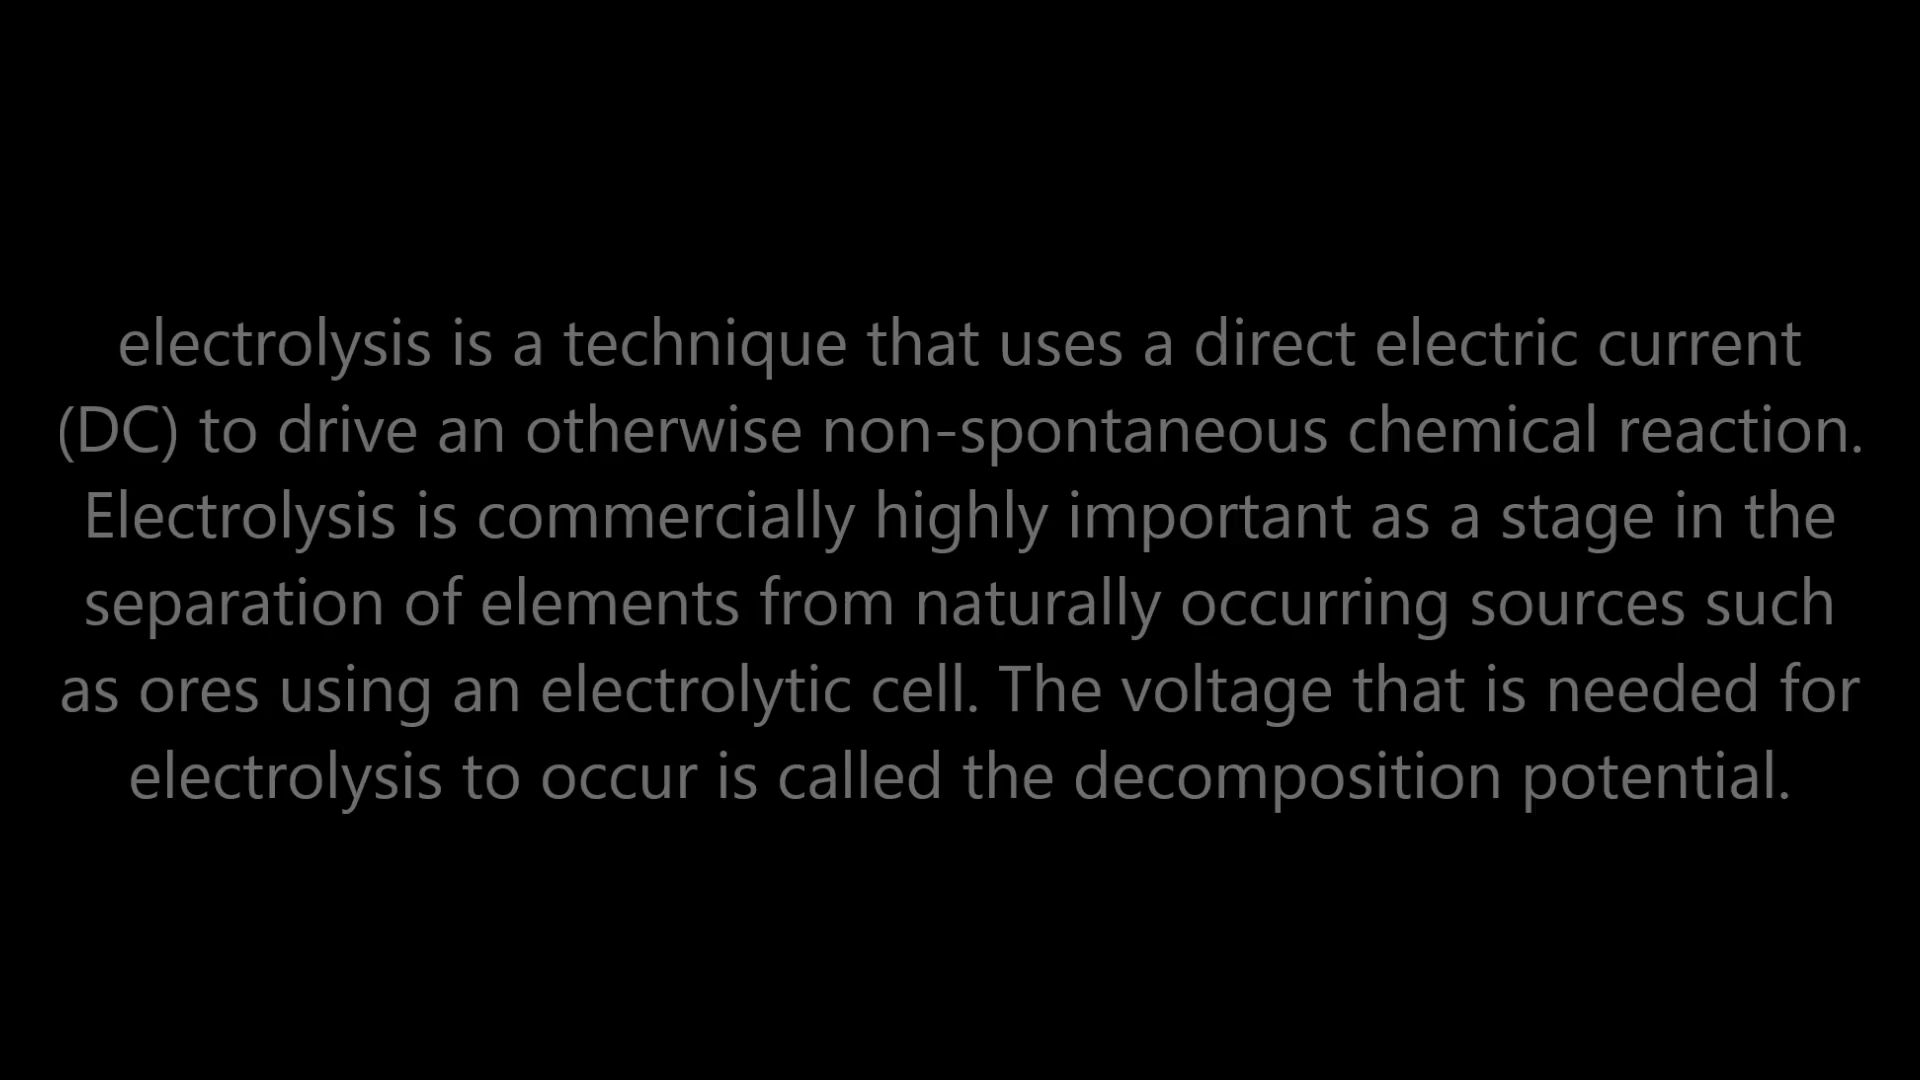 electrolysis is a technique that uses a direct electric current
(DC) to drive an otherwise non-spontaneous chemical reaction.
Electrolysis is commercially highly important as a stage in the
separation of elements from naturally occurring sources such
as ores using an electrolytic cell. The voltage that is needed for
electrolysis to occur is called the decomposition potential.